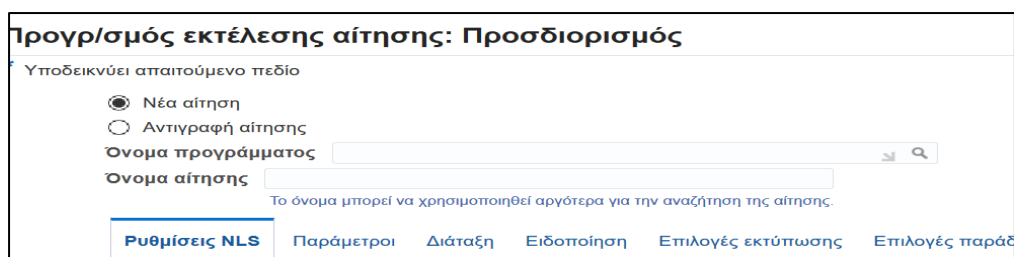 Προγρ/σμός εκτέλεσης αίτησης: Προσδιορισμός
* Υποδεικνύει απαιτούμενο πεδίο
Νέα αίτηση
Αντιγραφή αίτησης
Όνομα προγράμματος
Όνομα αίτησης
Το όνομα μπορεί να χρησιμοποιηθεί αργότερα για την αναζήτηση της αίτησης.
Ρυθμίσεις NLS Παράμετροι Διάταξη Ειδοποίηση Επιλογές εκτύπωσης Επιλογές